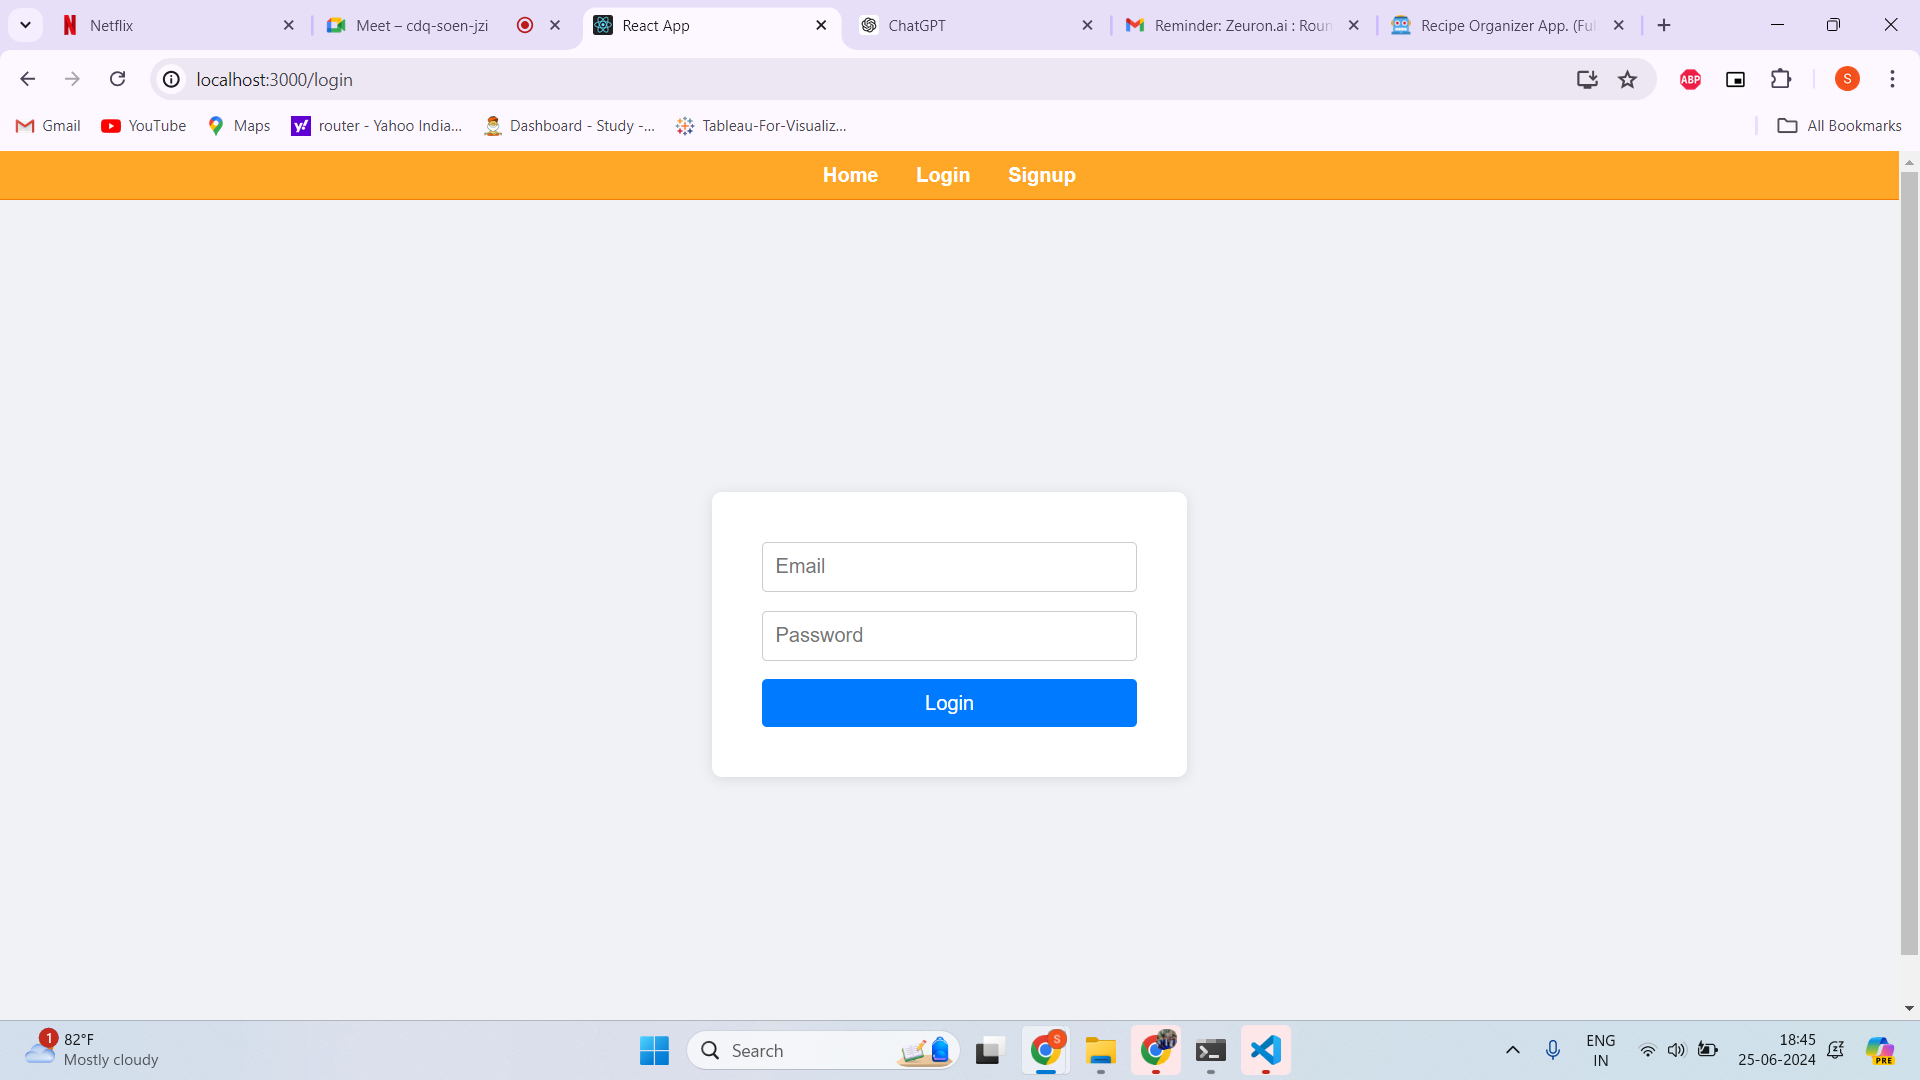 Netflix
Meet – cdq-soen-jzi
React App
ChatGPT
Reminder: Zeuron.ai : Roun
Recipe Organizer App. (Ful
localhost:3000/login
ABP
S
Gmail
YouTube
Maps
y!
router - Yahoo India...
Dashboard - Study -...
Tableau-For-Visualiz...
All Bookmarks
Home
Login
Signup
Email
Password
Login
1
82°F
Mostly cloudy
Search
S
ENG
IN
18:45
25-06-2024
PRE